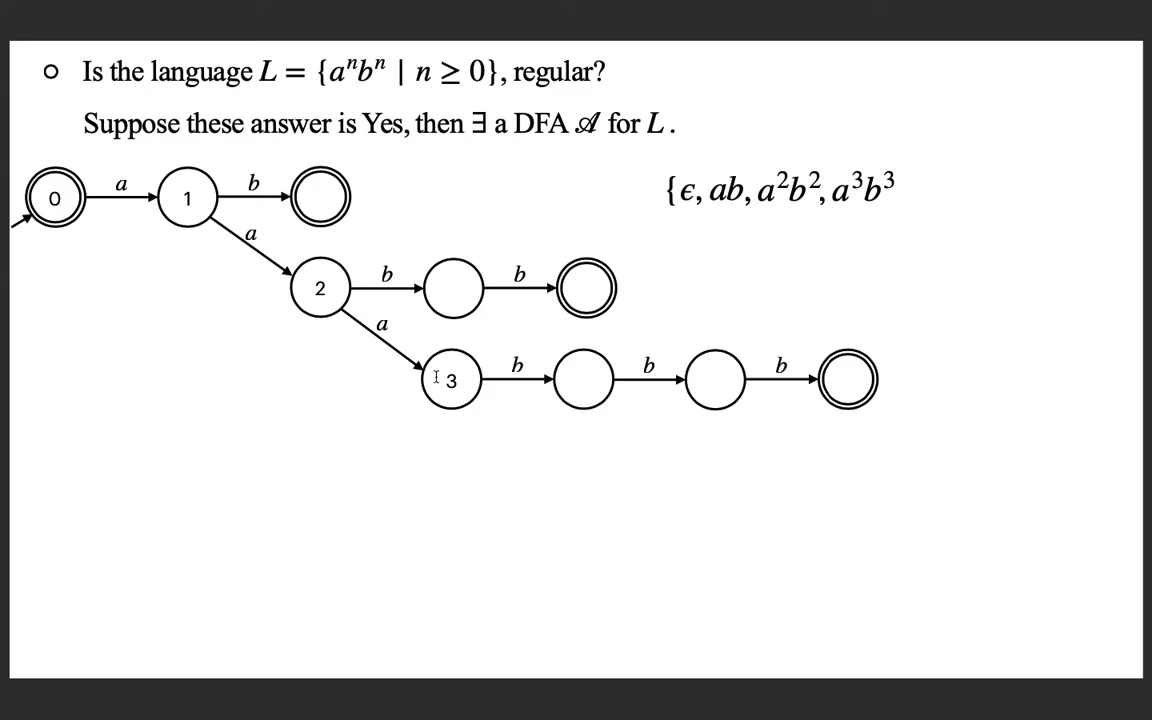 ○ Is the language L = {aⁿbⁿ | n ≥ 0}, regular?
Suppose these answer is Yes, then ∃ a DFA 𝒜 for L.
{ϵ, ab, a²b², a³b³
0 a 1 b
a
2 b b
a
3 b b b